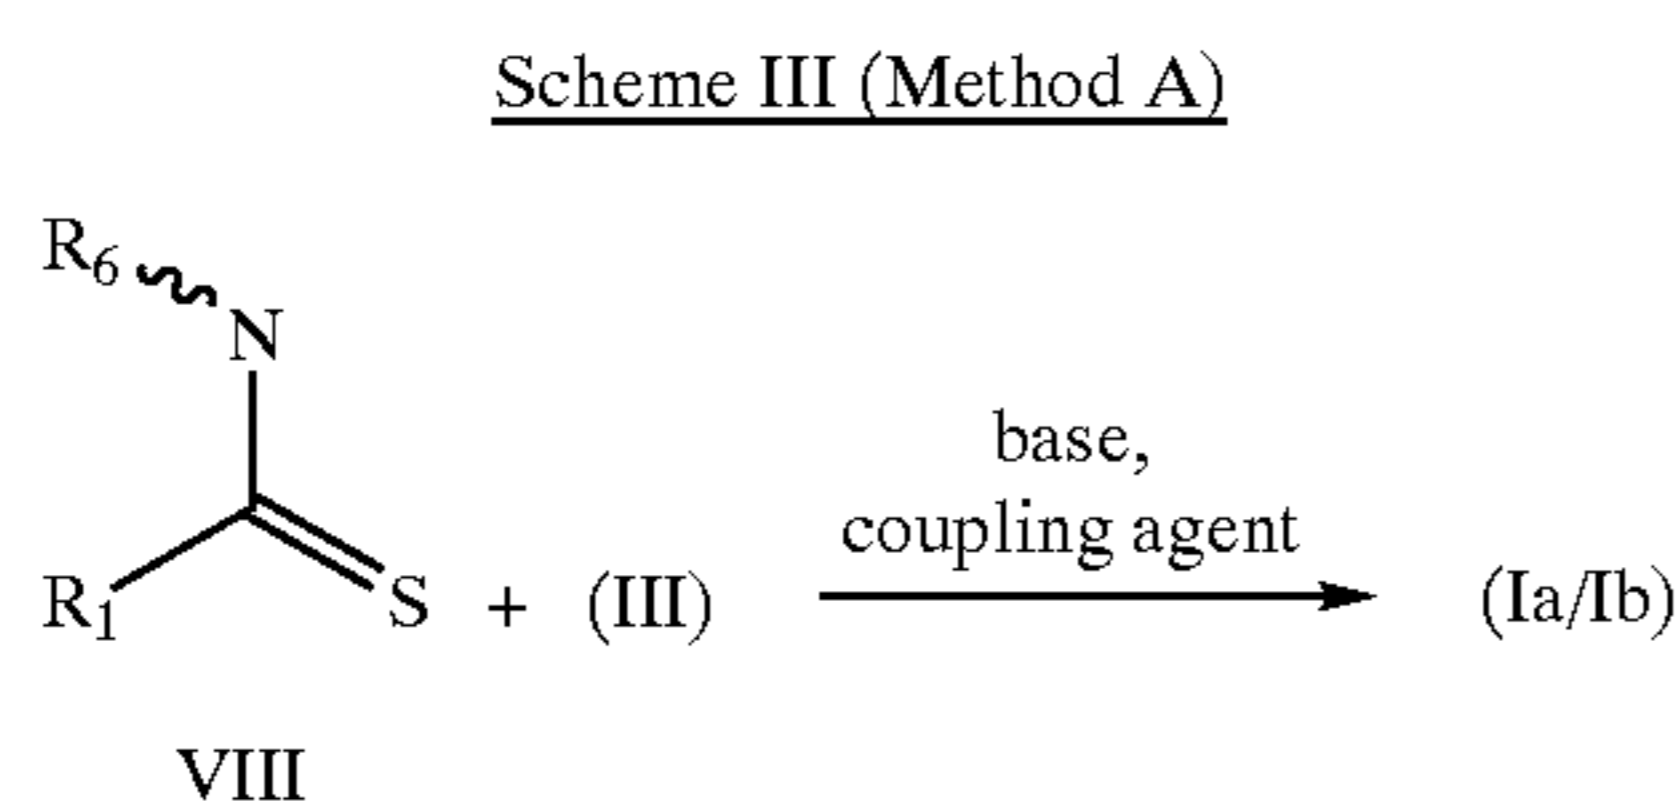 Scheme III (Method A)
R6
N
base,
coupling agent
R1
S + (III)
(Ia/Ib)
VIII